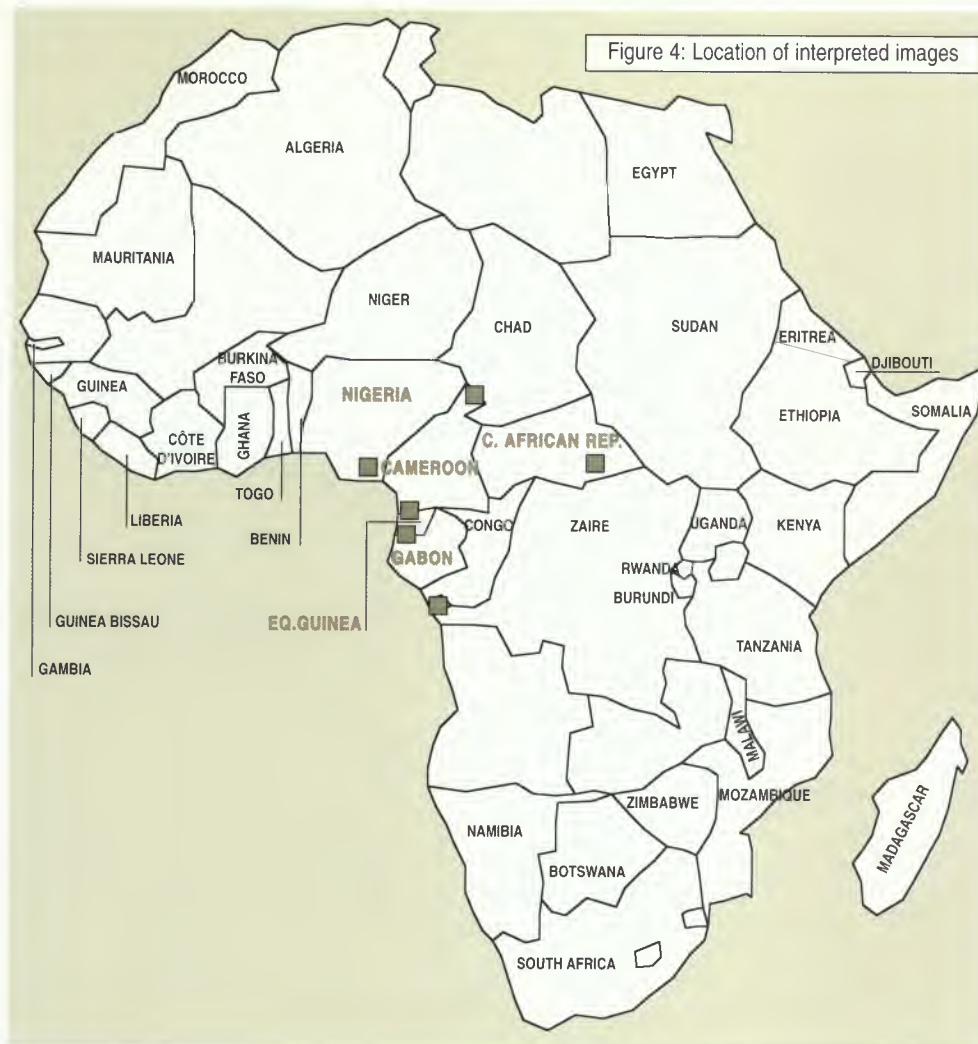 Figure 4: Location of interpreted images
MOROCCO
ALGERIA
EGYPT
MAURITANIA
NIGER
CHAD
SUDAN
ERITREA
DJIBOUTI
BURKINA
FASO
GUINEA
NIGERIA
ETHIOPIA
SOMALIA
GHANA
CÔTE
D'IVOIRE
C. AFRICAN REP.
CAMEROON
TOGO
LIBERIA
BENIN
CONGO
ZAIRE
UGANDA
KENYA
SIERRA LEONE
GABON
RWANDA
BURUNDI
GUINEA BISSAU
EQ.GUINEA
TANZANIA
GAMBIA
MALAWI
MOZAMBIQUE
ZIMBABWE
NAMIBIA
MADAGASCAR
BOTSWANA
SOUTH AFRICA